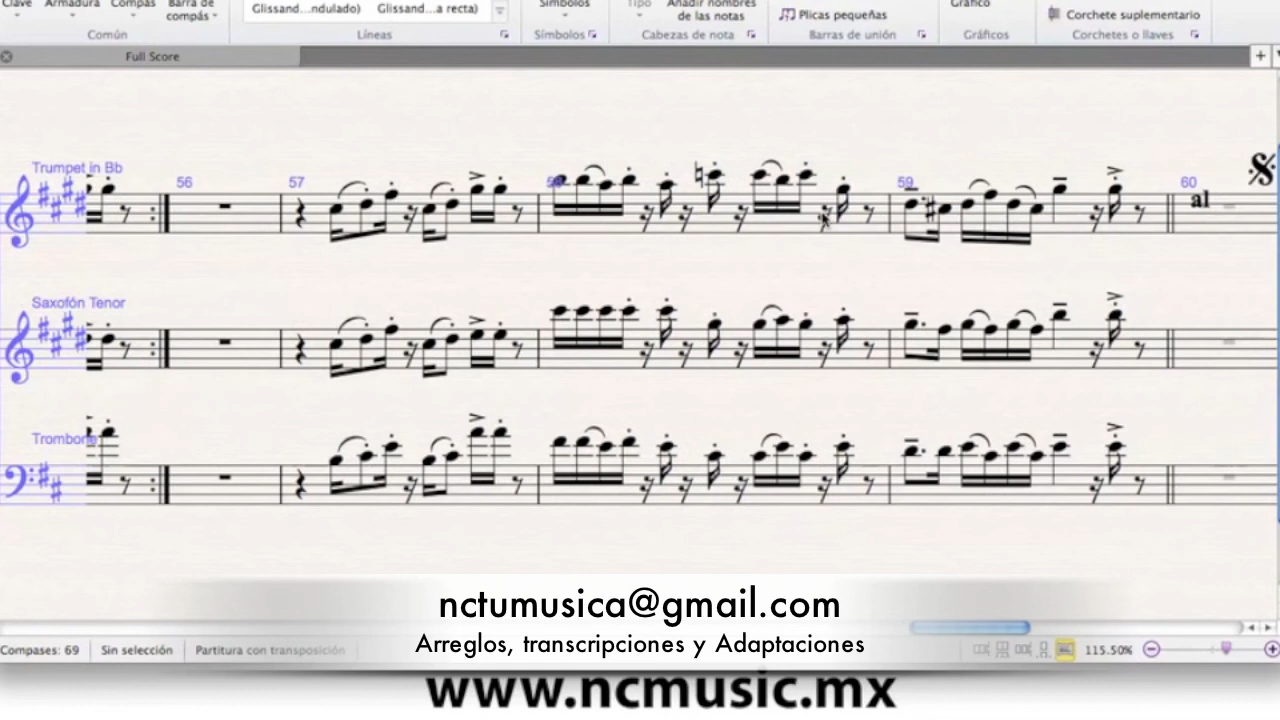 Clave Armadura Compás Barra de compás
Glissand...ndulado) Glissand...a recta)
Símbolos
Tipo Añadir nombres de las notas
Plicas pequeñas
Gráfico
Corchete suplementario
Común Líneas Símbolos Cabezas de nota Barras de unión Gráficos Corchetes o llaves
Full Score
Trumpet in Bb
56 57 59 60
al
Saxofón Tenor
Trombone
nctumusica@gmail.com
Arreglos, transcripciones y Adaptaciones
Compases: 69 Sin selección Partitura con transposición 115.50%
www.ncmusic.mx